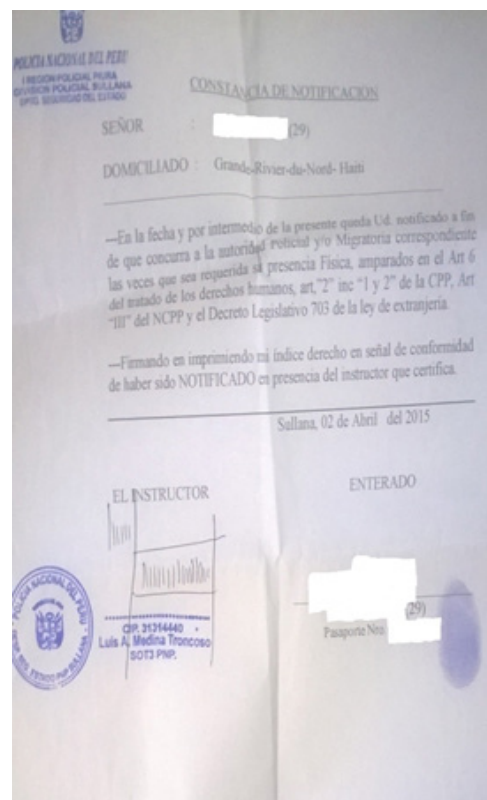 POLICIA NACIONAL DEL PERU
I REGION POLICIAL PIURA
DIVISION POLICIAL SULLANA
DPTO. SEGURIDAD DEL ESTADO
CONSTANCIA DE NOTIFICACION
SEÑOR : (29)
DOMICILIADO : Grande-Rivier-du-Nord- Haiti
—En la fecha y por intermedio de la presente queda Ud. notificado a fin
de que concurra a la autoridad Policial y/o Migratoria correspondiente
las veces que sea requerida su presencia Física, amparados en el Art 6
del tratado de los derechos humanos, art, "2" inc "1 y 2" de la CPP, Art
"III" del NCPP y el Decreto Legislativo 703 de la ley de extranjería.
—Firmando en imprimiendo mi índice derecho en señal de conformidad
de haber sido NOTIFICADO en presencia del instructor que certifica.
Sullana, 02 de Abril del 2015
EL INSTRUCTOR
ENTERADO
POLICIA NACIONAL DEL PERU
CIP. 31314440 -
Luis A. Medina Troncoso
SOT3 PNP.
(29)
Pasaporte Nro.